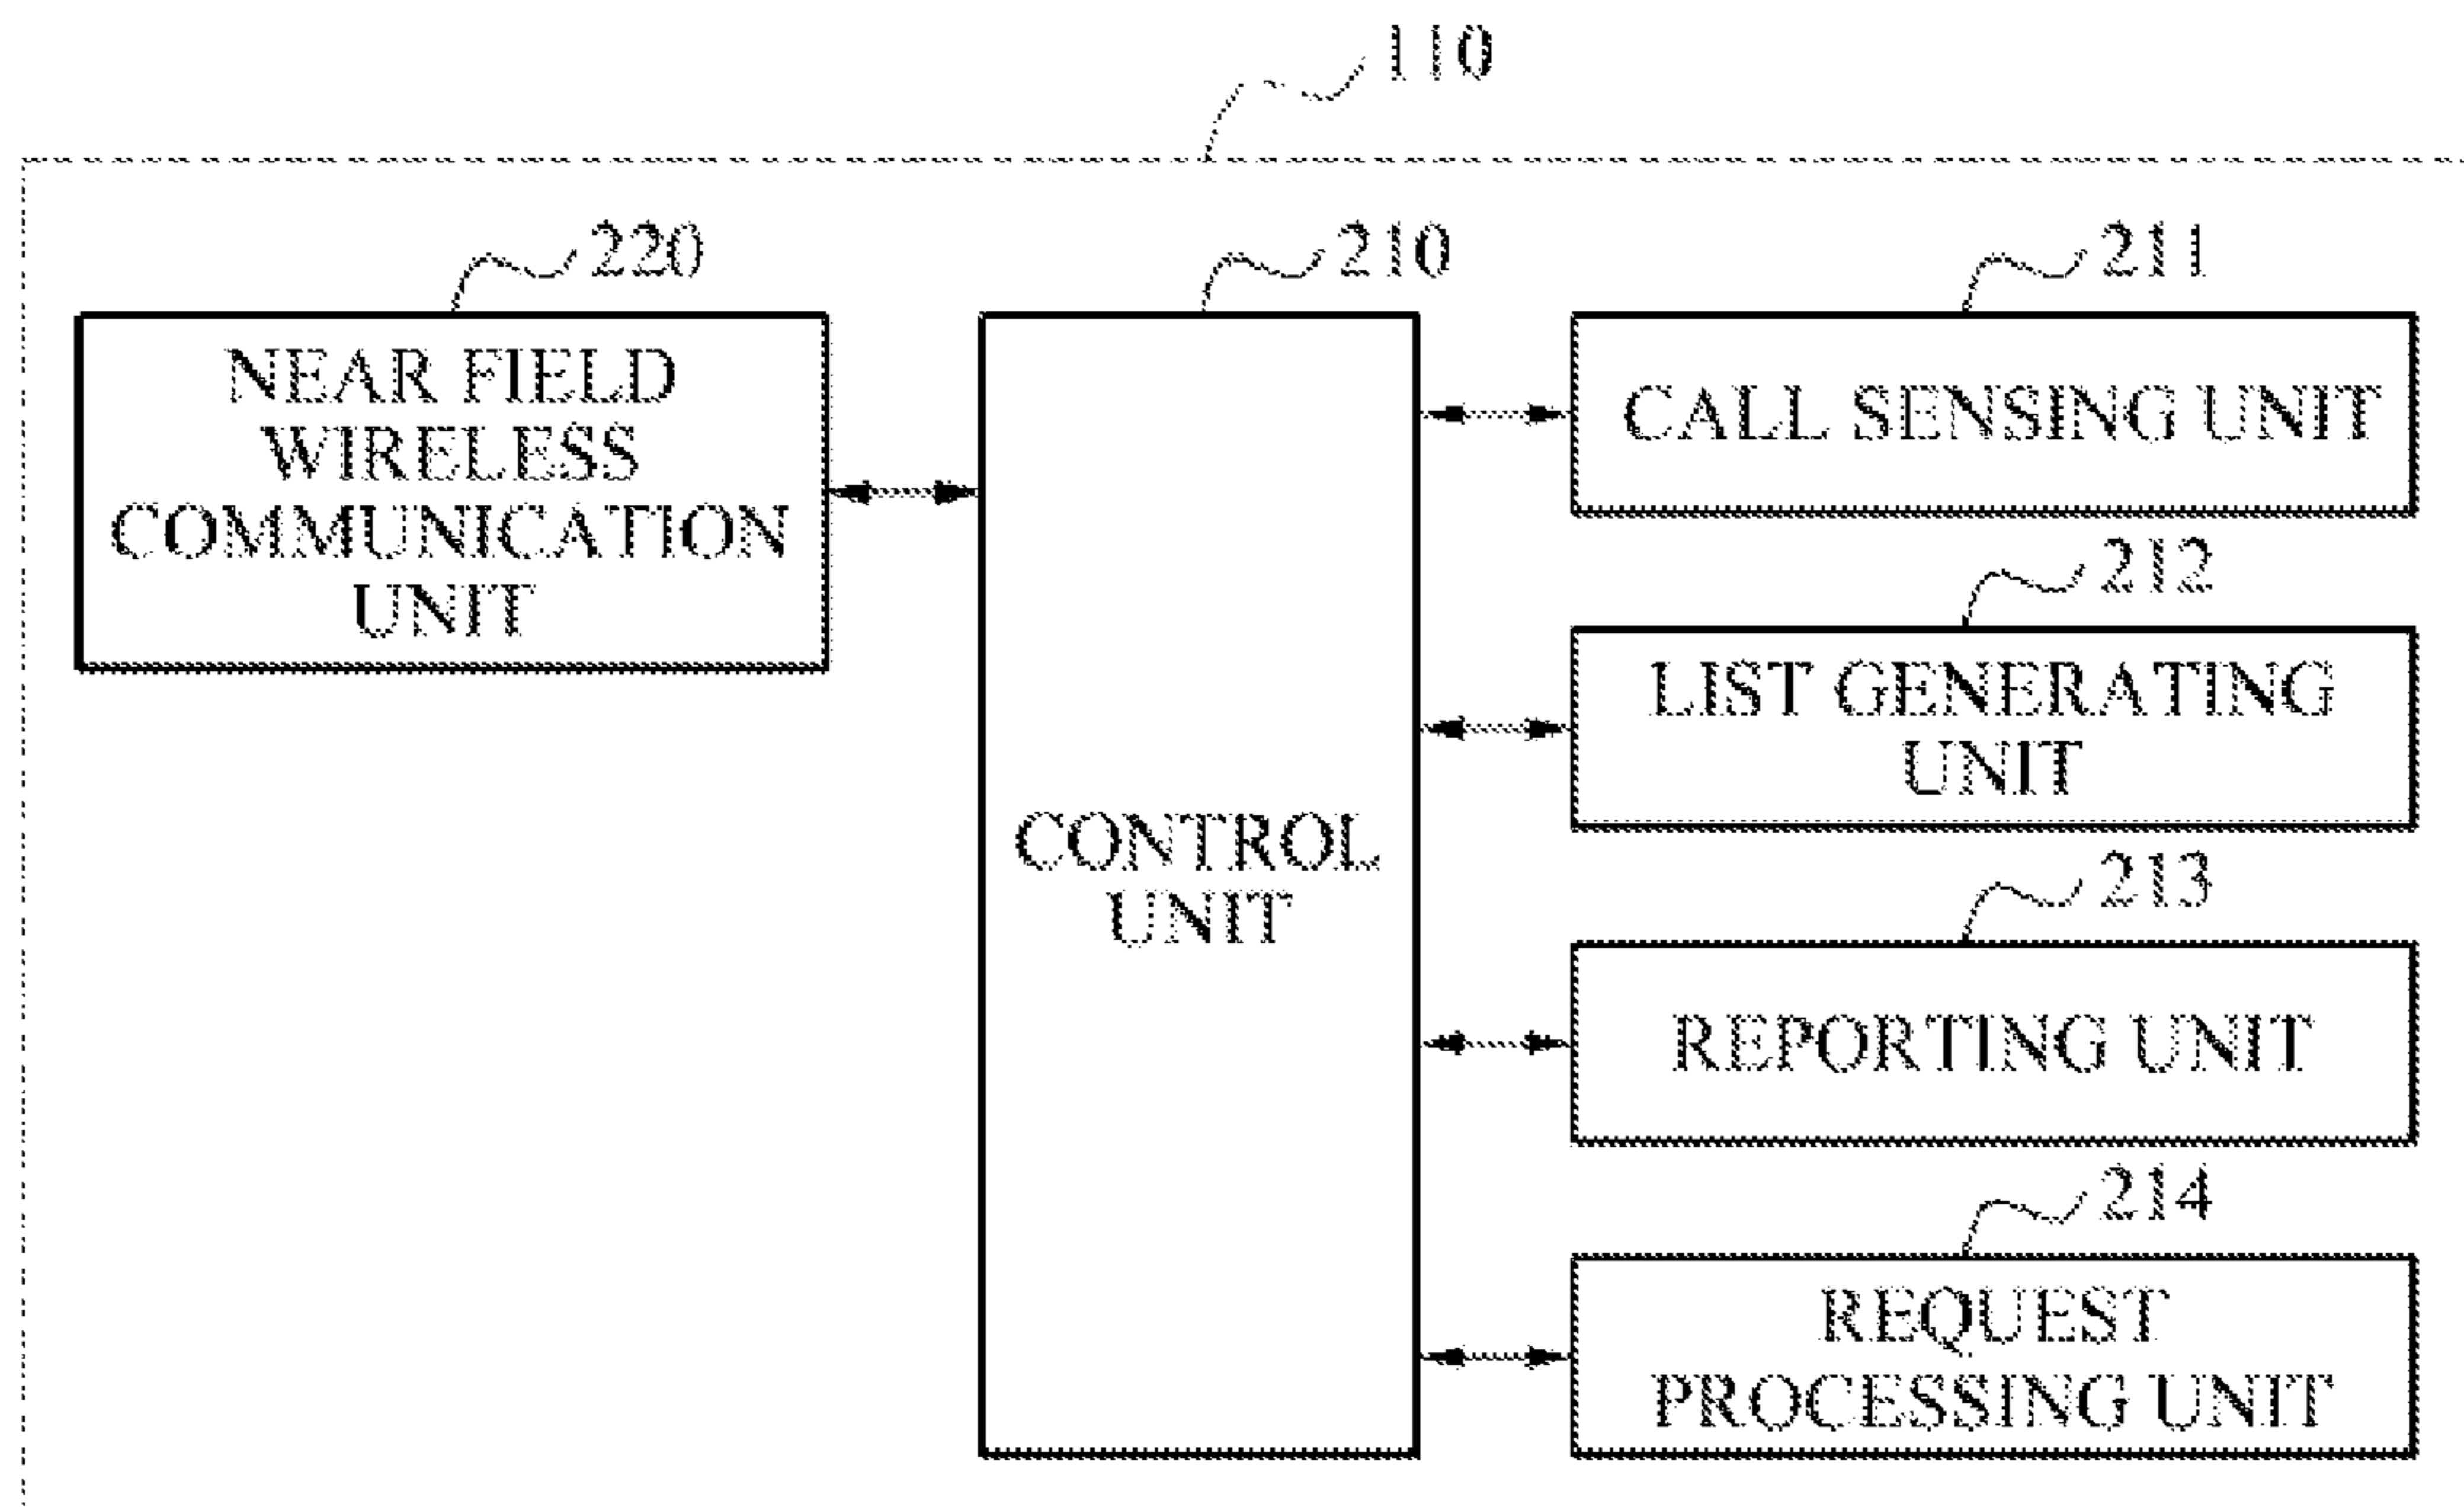 110
220
210
211
NEAR FIELD
WIRELESS
COMMUNICATION
UNIT
CALL SENSING UNIT
212
LIST GENERATING
UNIT
CONTROL
UNIT
213
REPORTING UNIT
214
REQUEST
PROCESSING UNIT